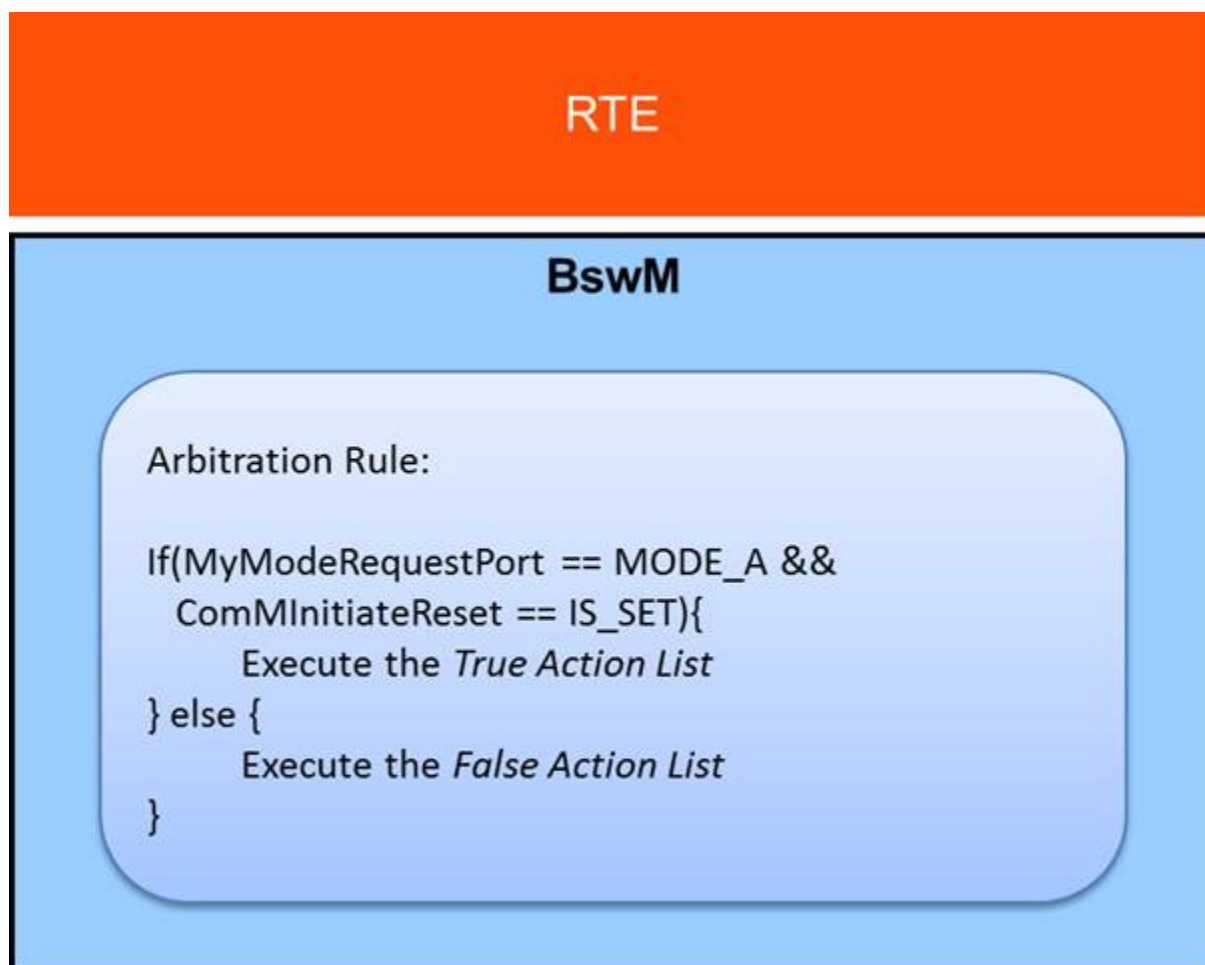 RTE
BswM
Arbitration Rule:
If(MyModeRequestPort == MODE_A &&
ComMInitiateReset == IS_SET){
Execute the True Action List
} else {
Execute the False Action List
}